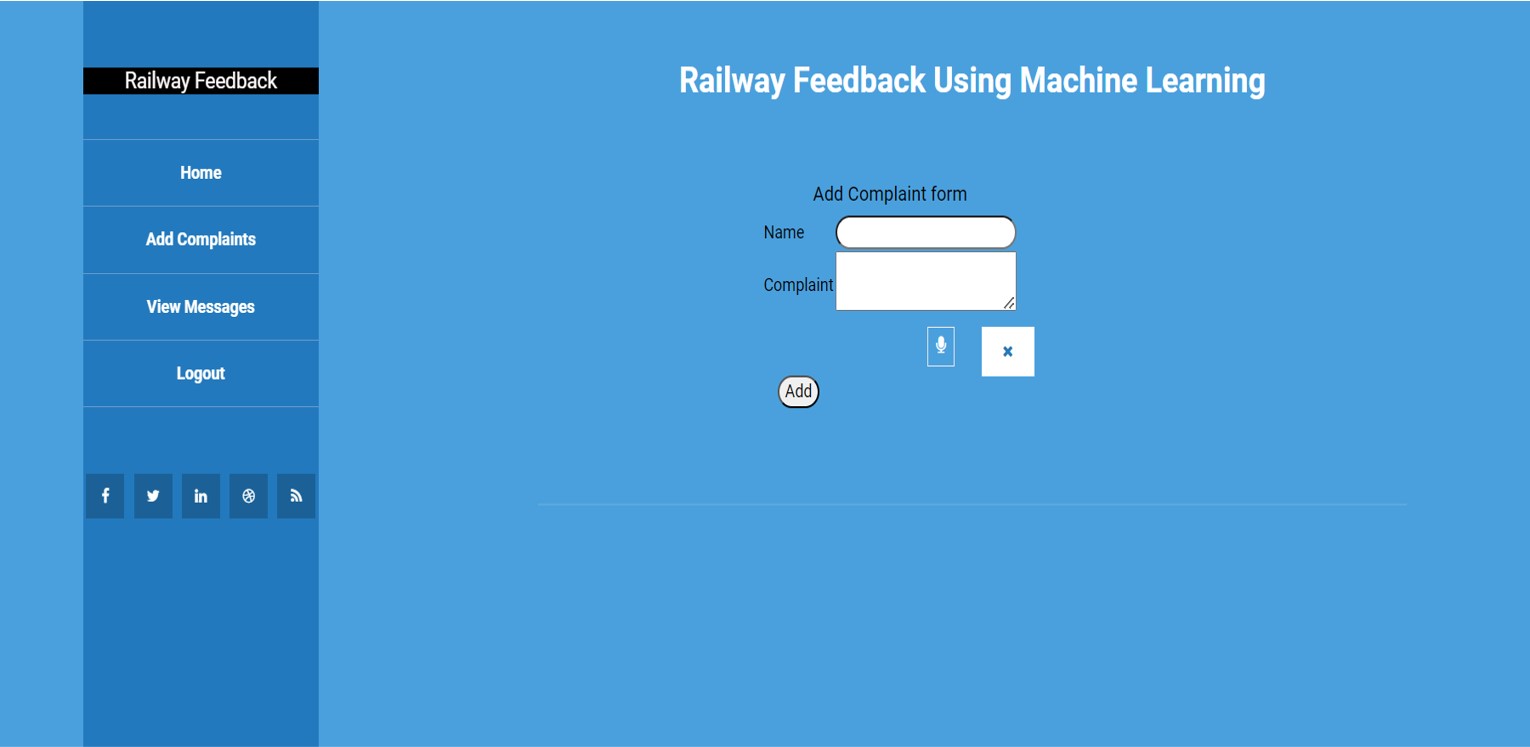 Railway Feedback
Home
Add Complaints
View Messages
Logout
Railway Feedback Using Machine Learning
Add Complaint form
Name
Complaint
Add